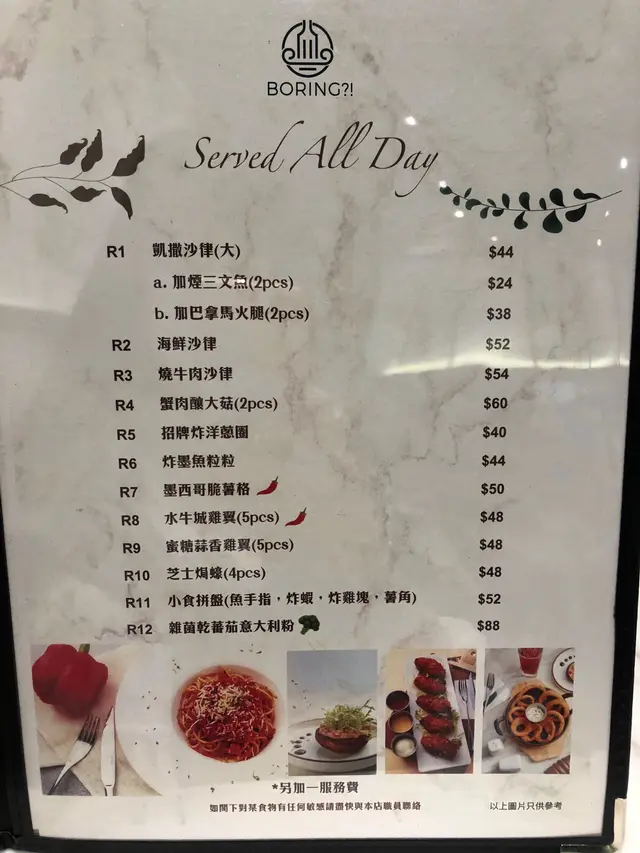 BORING?!
Served All Day
R1 凱撒沙律(大) $44
a. 加煙三文魚(2pcs) $24
b. 加巴拿馬火腿(2pcs) $38
R2 海鮮沙律 $52
R3 燒牛肉沙律 $54
R4 蟹肉釀大菇(2pcs) $60
R5 招牌炸洋蔥圈 $40
R6 炸墨魚粒粒 $44
R7 墨西哥脆薯格 $50
R8 水牛城雞翼(5pcs) $48
R9 蜜糖蒜香雞翼(5pcs) $48
R10 芝士焗蠔(4pcs) $48
R11 小食拼盤(魚手指，炸蝦，炸雞塊，薯角) $52
R12 雜菌乾蕃茄意大利粉 $88
*另加一服務費
如閣下對某食物有任何敏感請盡快與本店職員聯絡
以上圖片只供參考